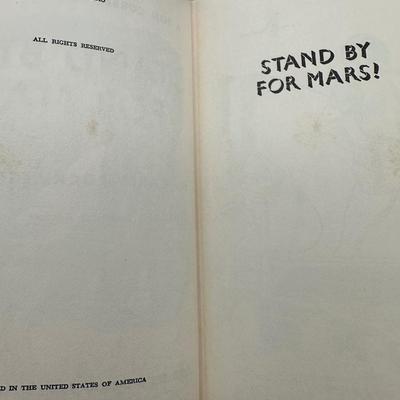 ALL RIGHTS RESERVED
D IN THE UNITED STATES OF AMERICA
STAND BY
FOR MARS!